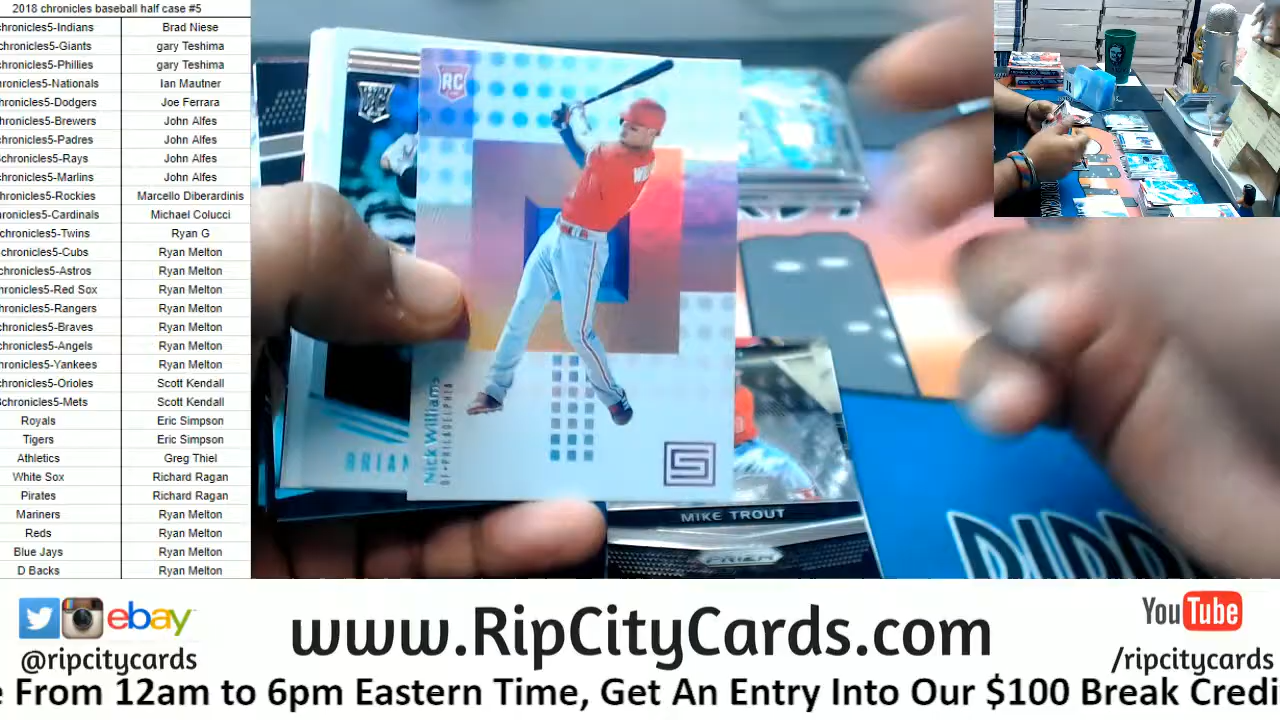 2018 chronicles baseball half case #5
chronicles5-Indians Brad Niese
chronicles5-Giants gary Teshima
chronicles5-Phillies gary Teshima
chronicles5-Nationals Ian Mautner
chronicles5-Dodgers Joe Ferrara
chronicles5-Brewers John Alfes
chronicles5-Padres John Alfes
chronicles5-Rays John Alfes
chronicles5-Marlins John Alfes
hronicles5-Rockies Marcello Diberardinis
ronicles5-Cardinals Michael Colucci
chronicles5-Twins Ryan G
chronicles5-Cubs Ryan Melton
chronicles5-Astros Ryan Melton
hronicles5-Red Sox Ryan Melton
hronicles5-Rangers Ryan Melton
chronicles5-Braves Ryan Melton
chronicles5-Angels Ryan Melton
hronicles5-Yankees Ryan Melton
chronicles5-Orioles Scott Kendall
chronicles5-Mets Scott Kendall
Royals Eric Simpson
Tigers Eric Simpson
Athletics Greg Thiel
White Sox Richard Ragan
Pirates Richard Ragan
Mariners Ryan Melton
Reds Ryan Melton
Blue Jays Ryan Melton
D Backs Ryan Melton
RC
Nick Williams
OF•PHILADELPHIA
S
BRIAN
MIKE TROUT
PRIZM
ebay
@ripcitycards
www.RipCityCards.com
YouTube
/ripcitycards
e From 12am to 6pm Eastern Time, Get An Entry Into Our $100 Break Credi